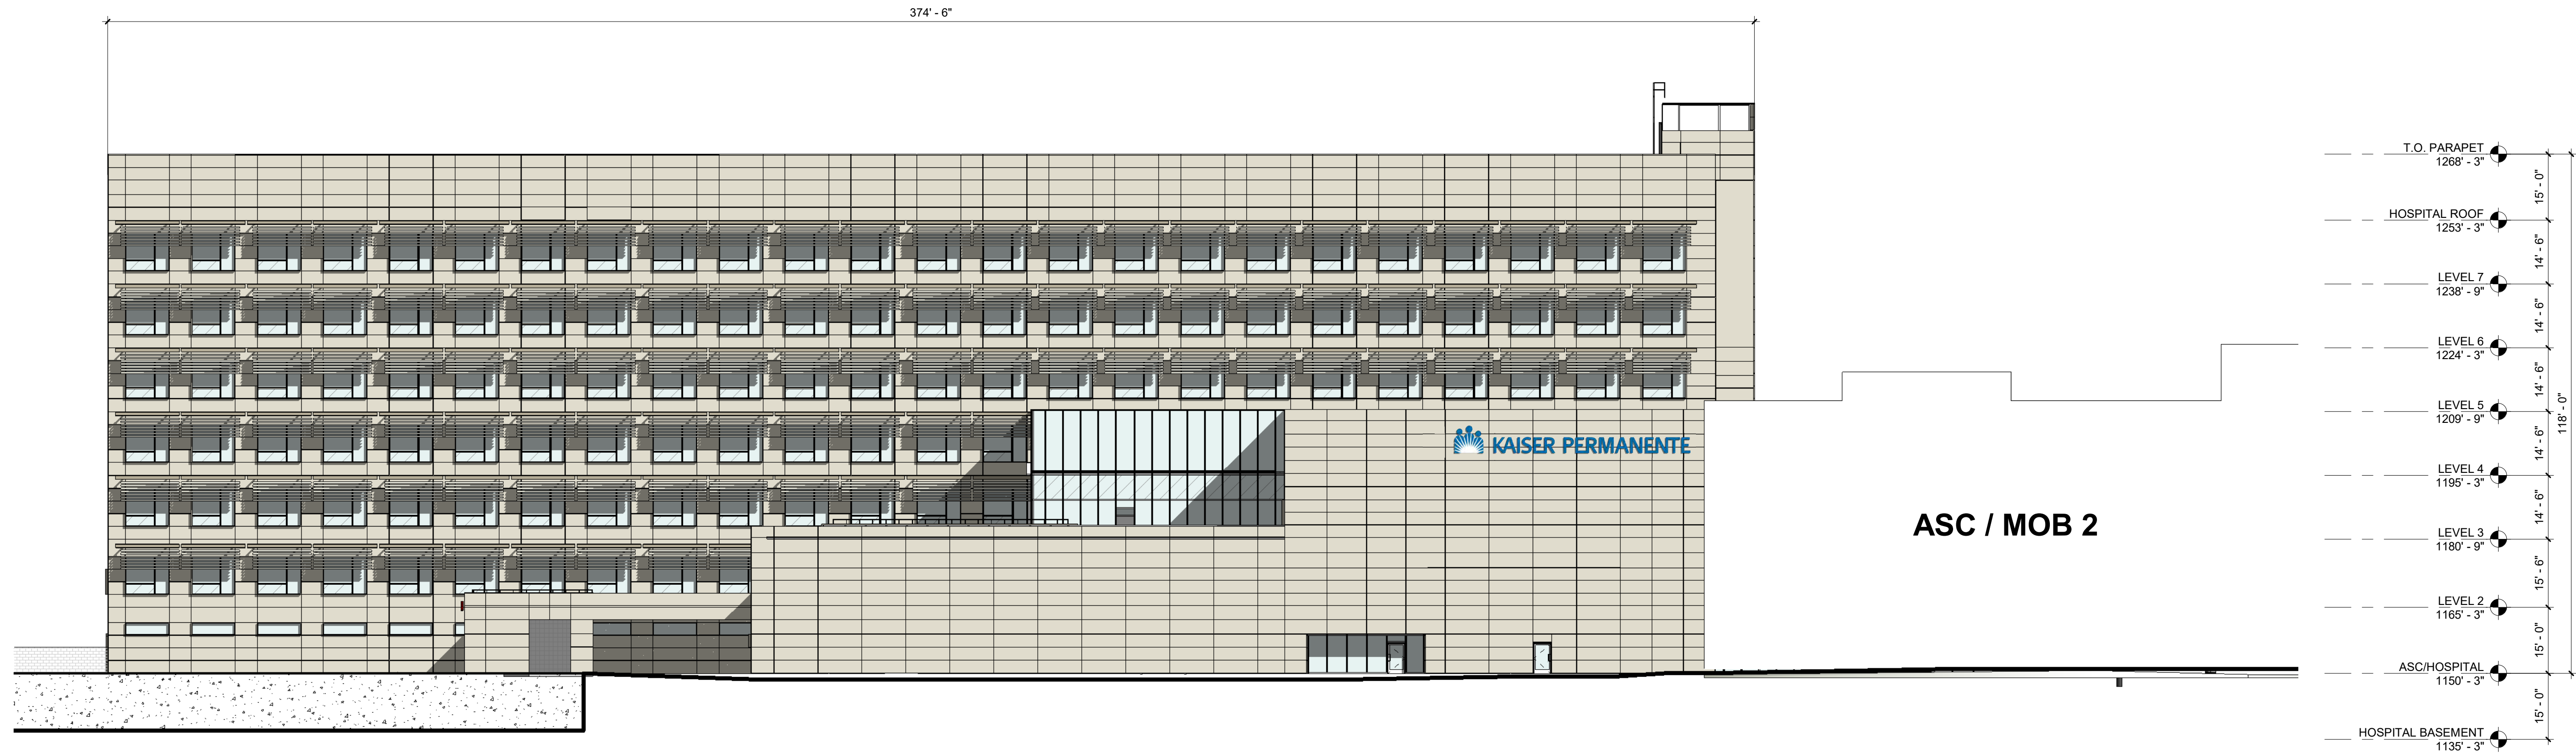 374' - 6"
T.O. PARAPET
1268' - 3"
15' - 0"
HOSPITAL ROOF
1253' - 3"
14' - 6"
LEVEL 7
1238' - 9"
14' - 6"
LEVEL 6
1224' - 3"
14' - 6"
LEVEL 5
1209' - 9"
118' - 0"
KAISER PERMANENTE
14' - 6"
LEVEL 4
1195' - 3"
14' - 6"
ASC / MOB 2
LEVEL 3
1180' - 9"
15' - 6"
LEVEL 2
1165' - 3"
15' - 0"
ASC/HOSPITAL
1150' - 3"
15' - 0"
HOSPITAL BASEMENT
1135' - 3"